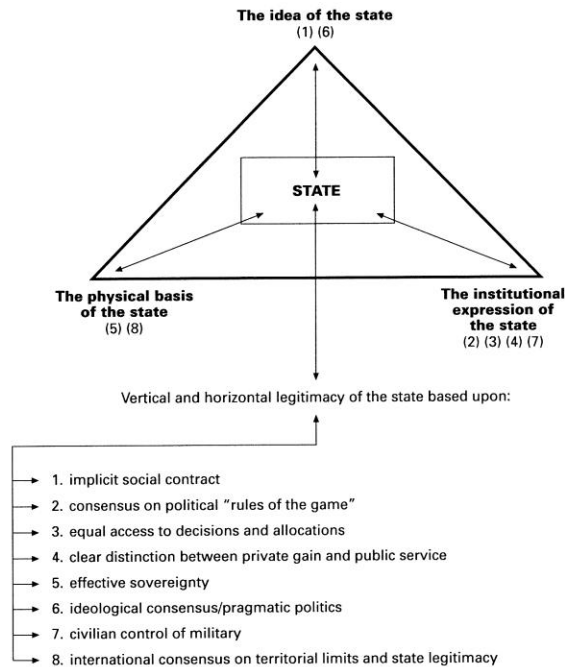 The idea of the state
(1) (6)
STATE
The physical basis
of the state
(5) (8)
The institutional
expression of
the state
(2) (3) (4) (7)
Vertical and horizontal legitimacy of the state based upon:
1. implicit social contract
2. consensus on political "rules of the game"
3. equal access to decisions and allocations
4. clear distinction between private gain and public service
5. effective sovereignty
6. ideological consensus/pragmatic politics
7. civilian control of military
8. international consensus on territorial limits and state legitimacy